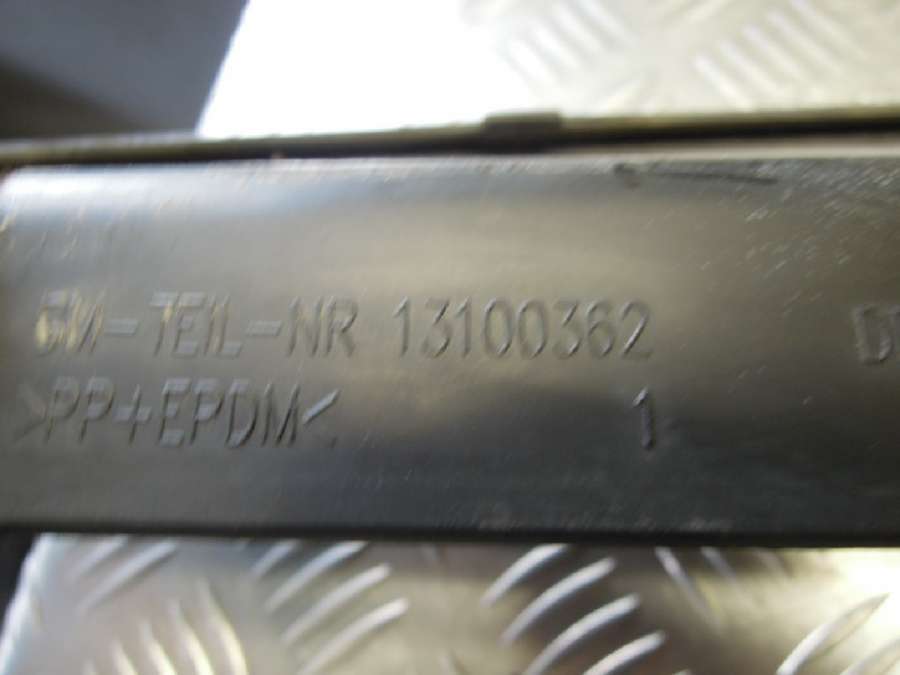 GM-TEIL-NR 13100362
>PP+EPDM< 1